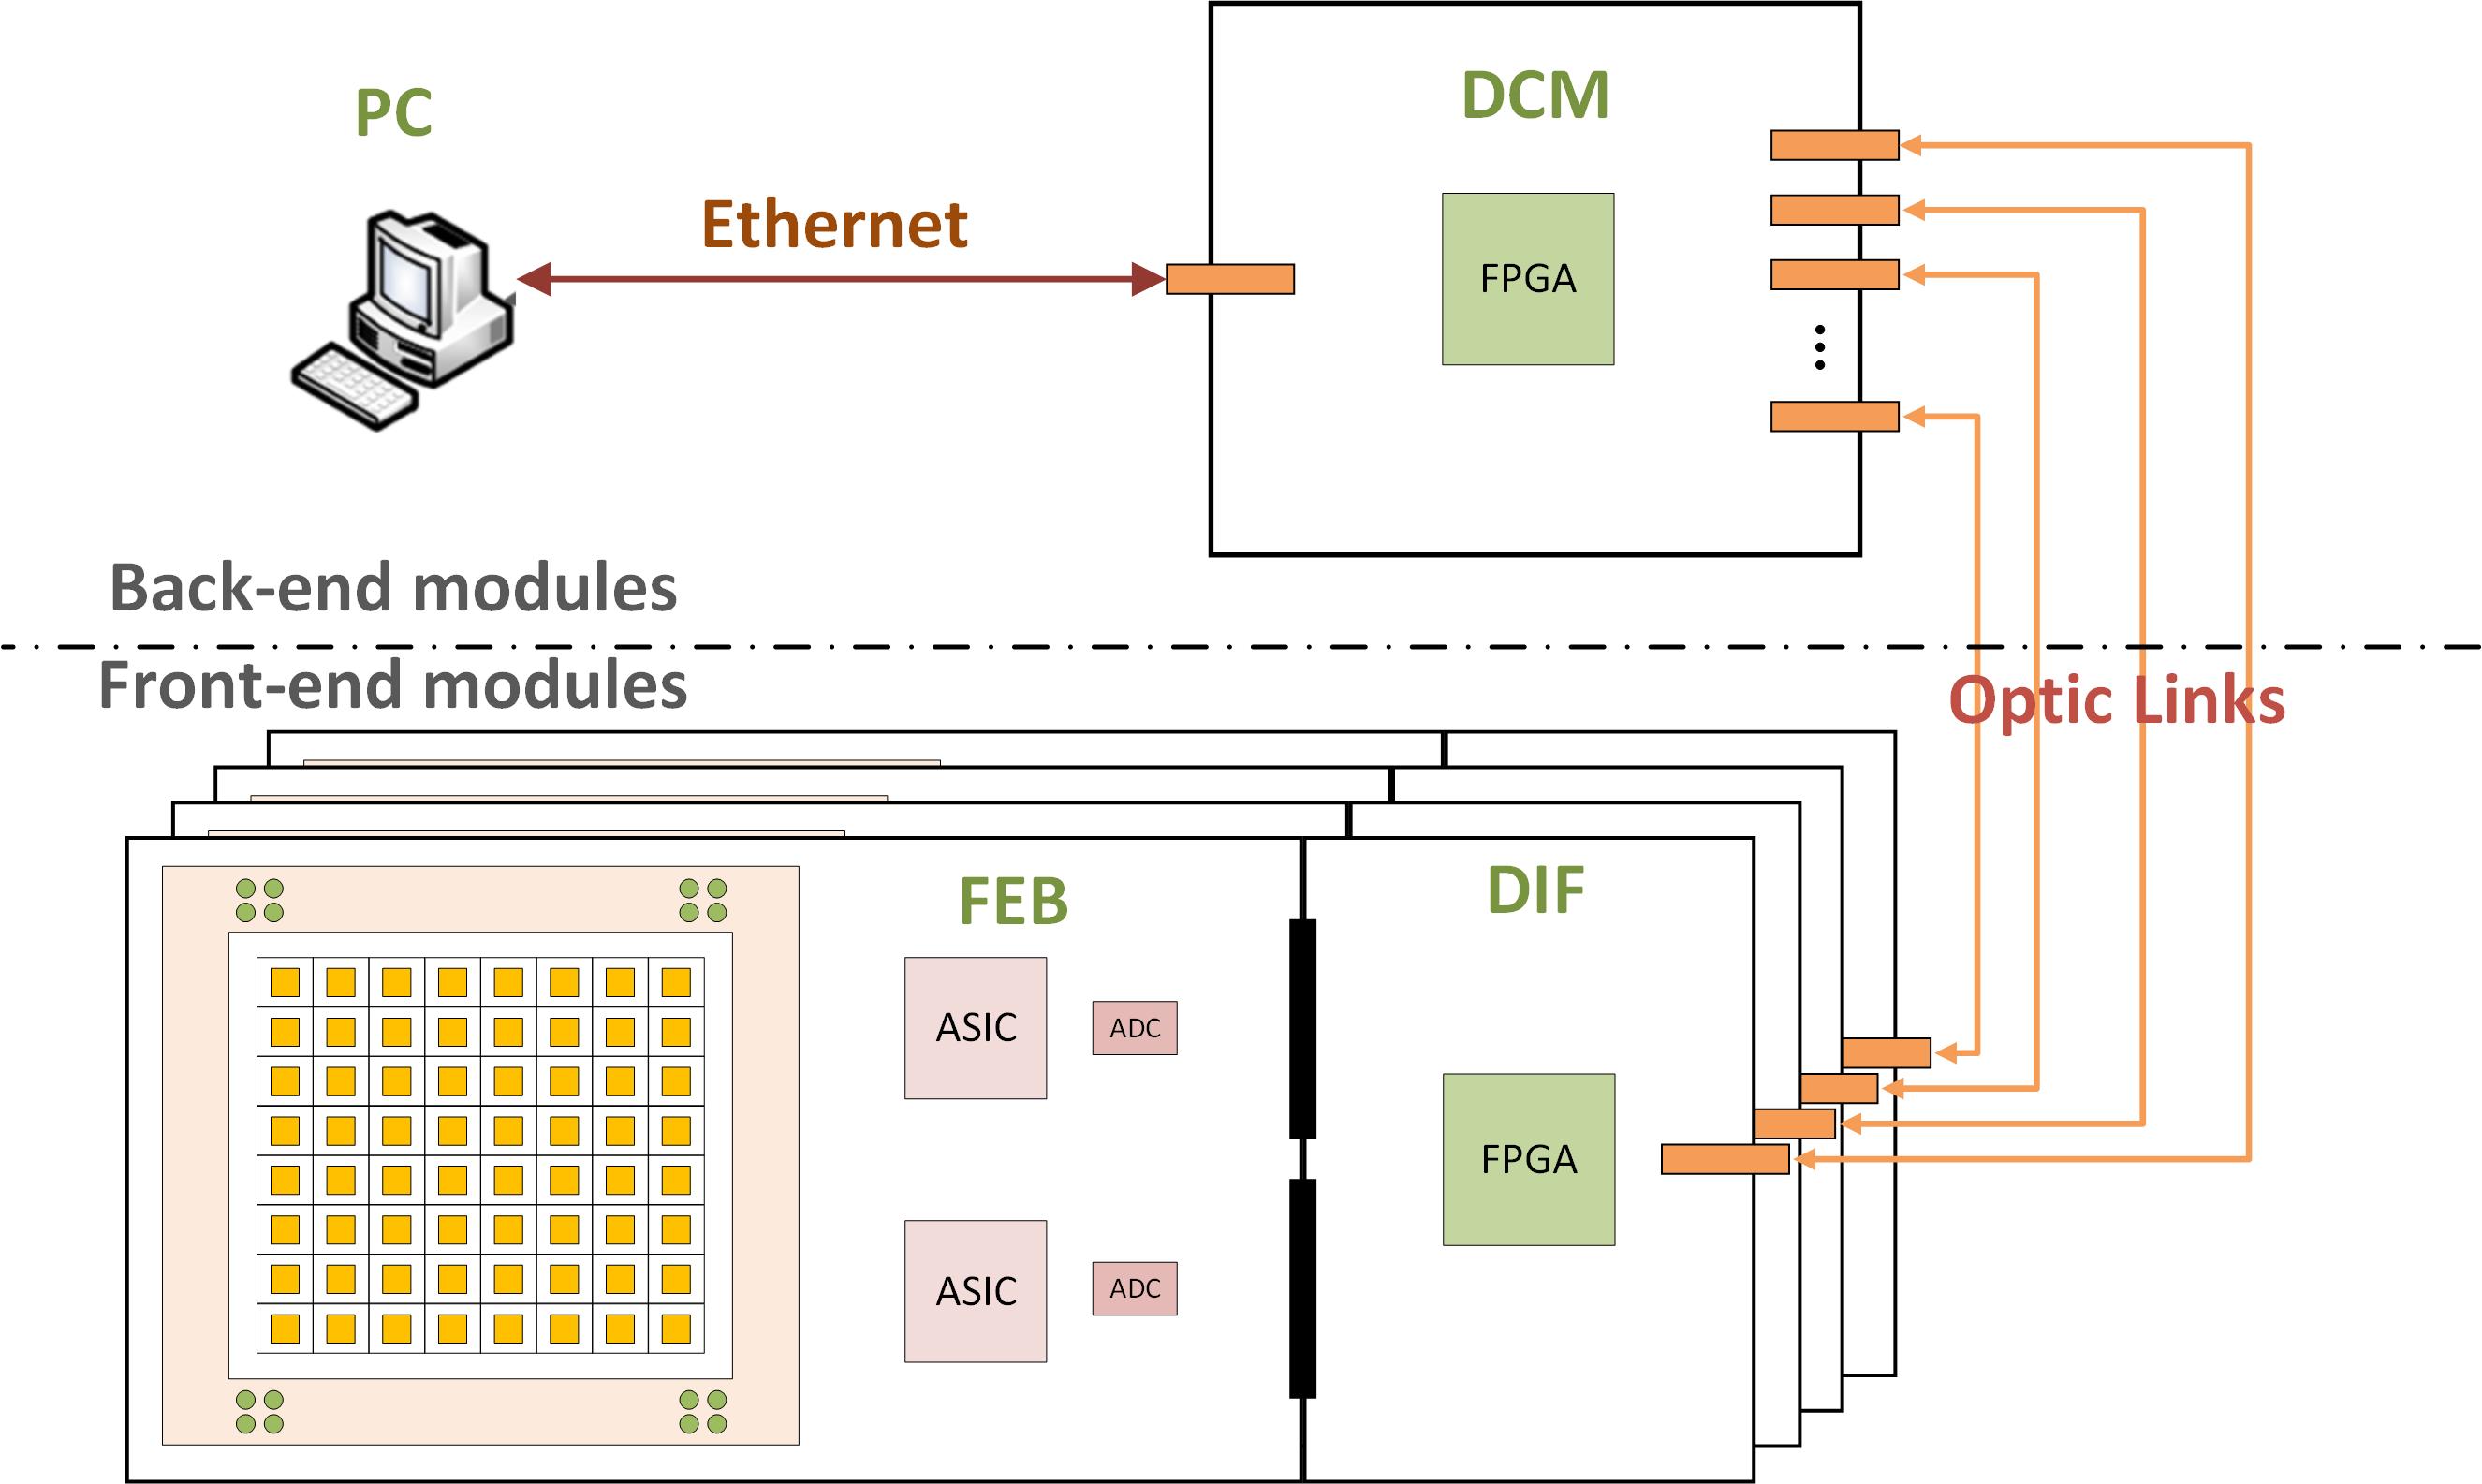 PC
DCM
Ethernet
FPGA
Back-end modules
Front-end modules
Optic Links
FEB
DIF
ASIC
ADC
FPGA
ASIC
ADC